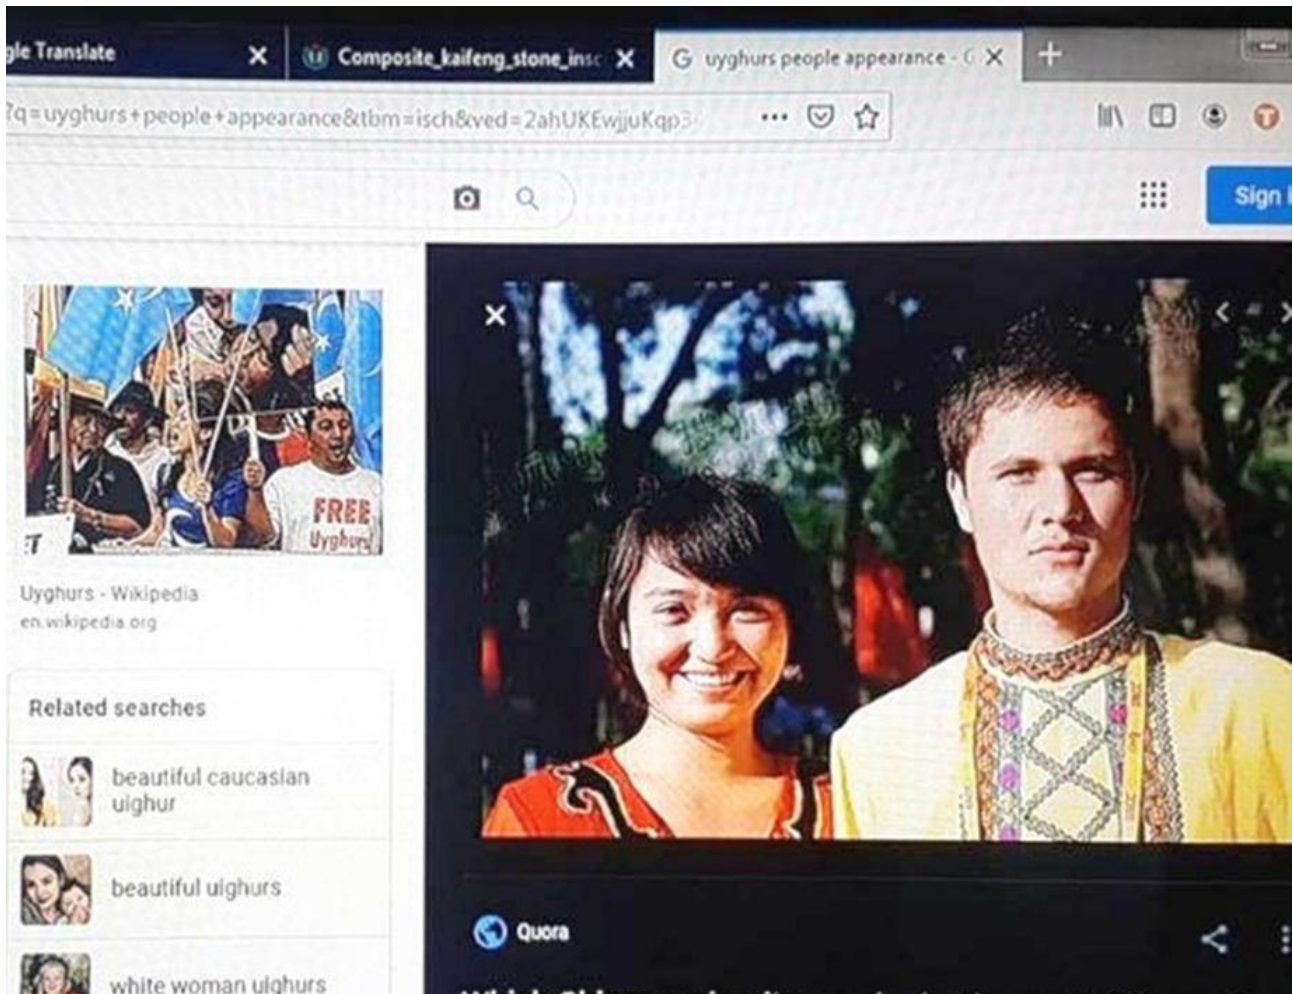 gle Translate
Composite_kaifeng_stone_insc
uyghurs people appearance - G
?q=uyghurs+people+appearance&tbm=isch&ved=2ahUKEwjjuKqp3
Sign i
FREE
Uyghurs
ET
Uyghurs - Wikipedia
en.wikipedia.org
Related searches
beautiful caucasian
uighur
beautiful uighurs
white woman uighurs
Quora